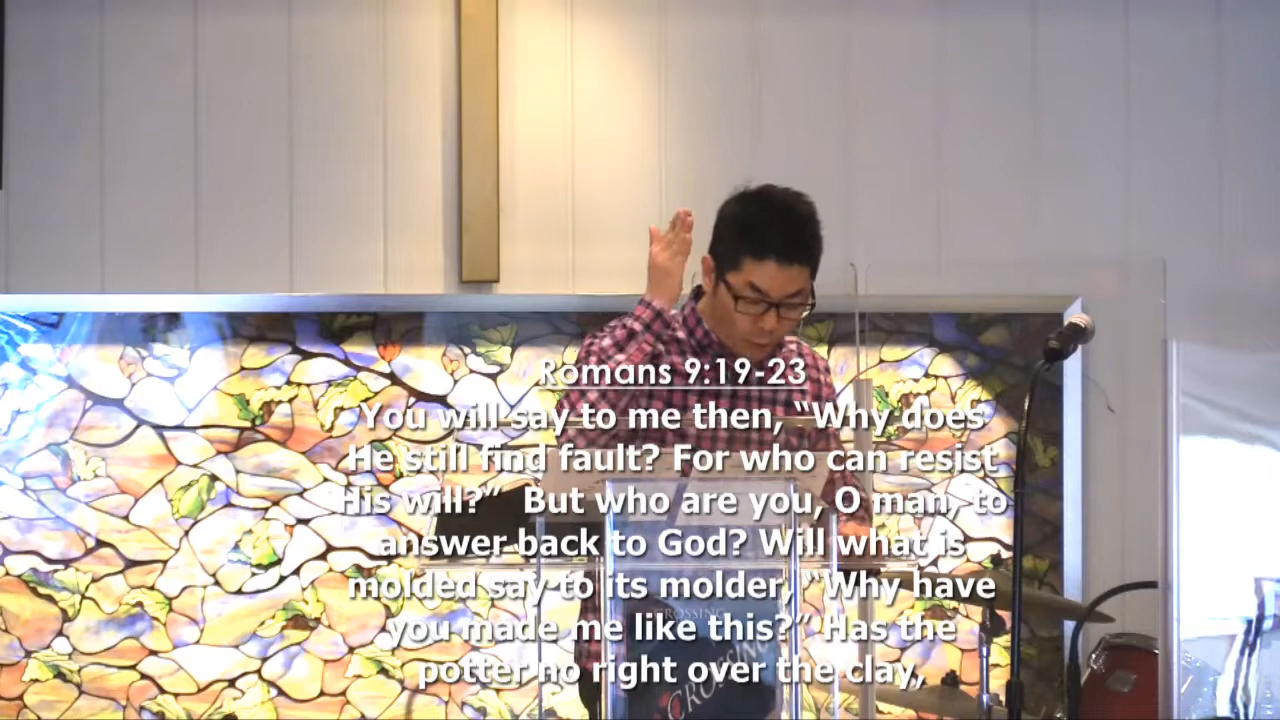 Romans 9:19-23
You will say to me then, “Why does
He still find fault? For who can resist
His will?” But who are you, O man, to
answer back to God? Will what is
molded say to its molder, “Why have
you made me like this?” Has the
potter no right over the clay,
CROSSING
CROSSING